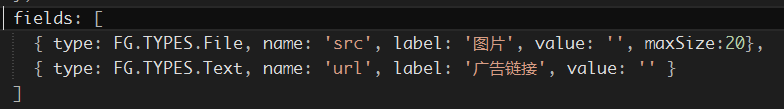 fields: [
{ type: FG.TYPES.File, name: 'src', label: '图片', value: '', maxSize:20},
{ type: FG.TYPES.Text, name: 'url', label: '广告链接', value: '' }
]